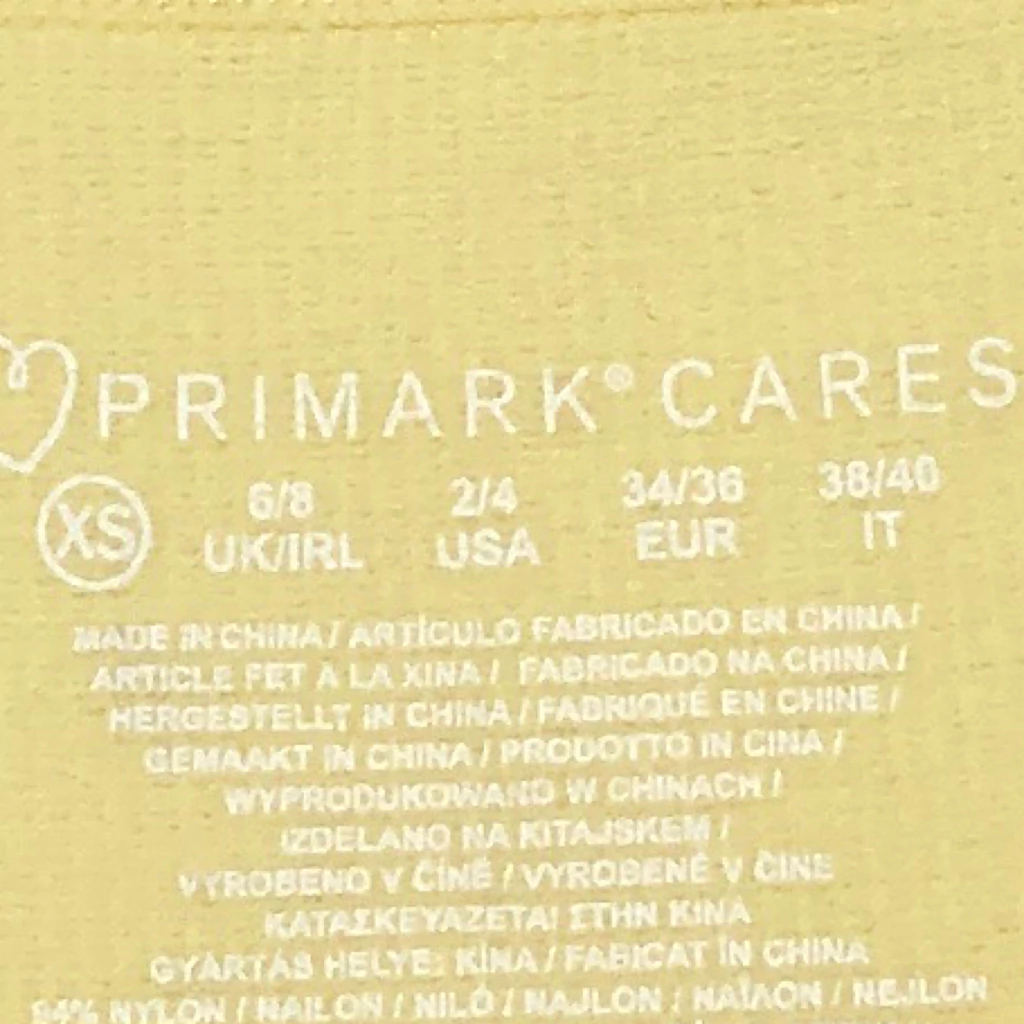 PRIMARK® CARES
XS 6/8 2/4 34/36 38/40
UK/IRL USA EUR IT
MADE IN CHINA / ARTÍCULO FABRICADO EN CHINA /
ARTICLE FET A LA XINA / FABRICADO NA CHINA /
HERGESTELLT IN CHINA / FABRIQUÉ EN CHINE /
GEMAAKT IN CHINA / PRODOTTO IN CINA /
WYPRODUKOWANO W CHINACH /
IZDELANO NA KITAJSKEM /
VYROBENO V ČÍNĚ / VYROBENÉ V ČÍNE
ΚΑΤΑΣΚΕΥΑΖΕΤΑΙ ΣΤΗΝ ΚΙΝΑ
GYÁRTÁS HELYE: KÍNA / FABICAT ÎN CHINA
94% NYLON / NAILON / NILÓ / NAJLON / ΝΑΪΛΟΝ / NEJLON